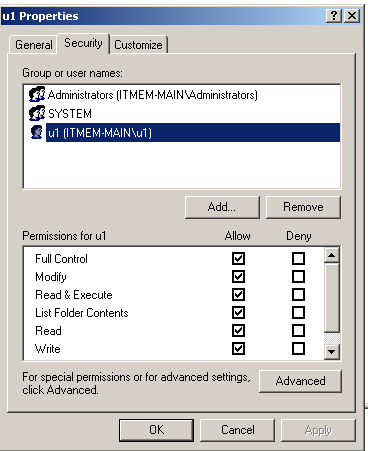 u1 Properties
General Security Customize
Group or user names:
Administrators (ITMEM-MAIN\Administrators)
SYSTEM
u1 (ITMEM-MAIN\u1)
Add... Remove
Permissions for u1 Allow Deny
Full Control
Modify
Read & Execute
List Folder Contents
Read
Write
For special permissions or for advanced settings,
click Advanced.
Advanced
OK Cancel Apply